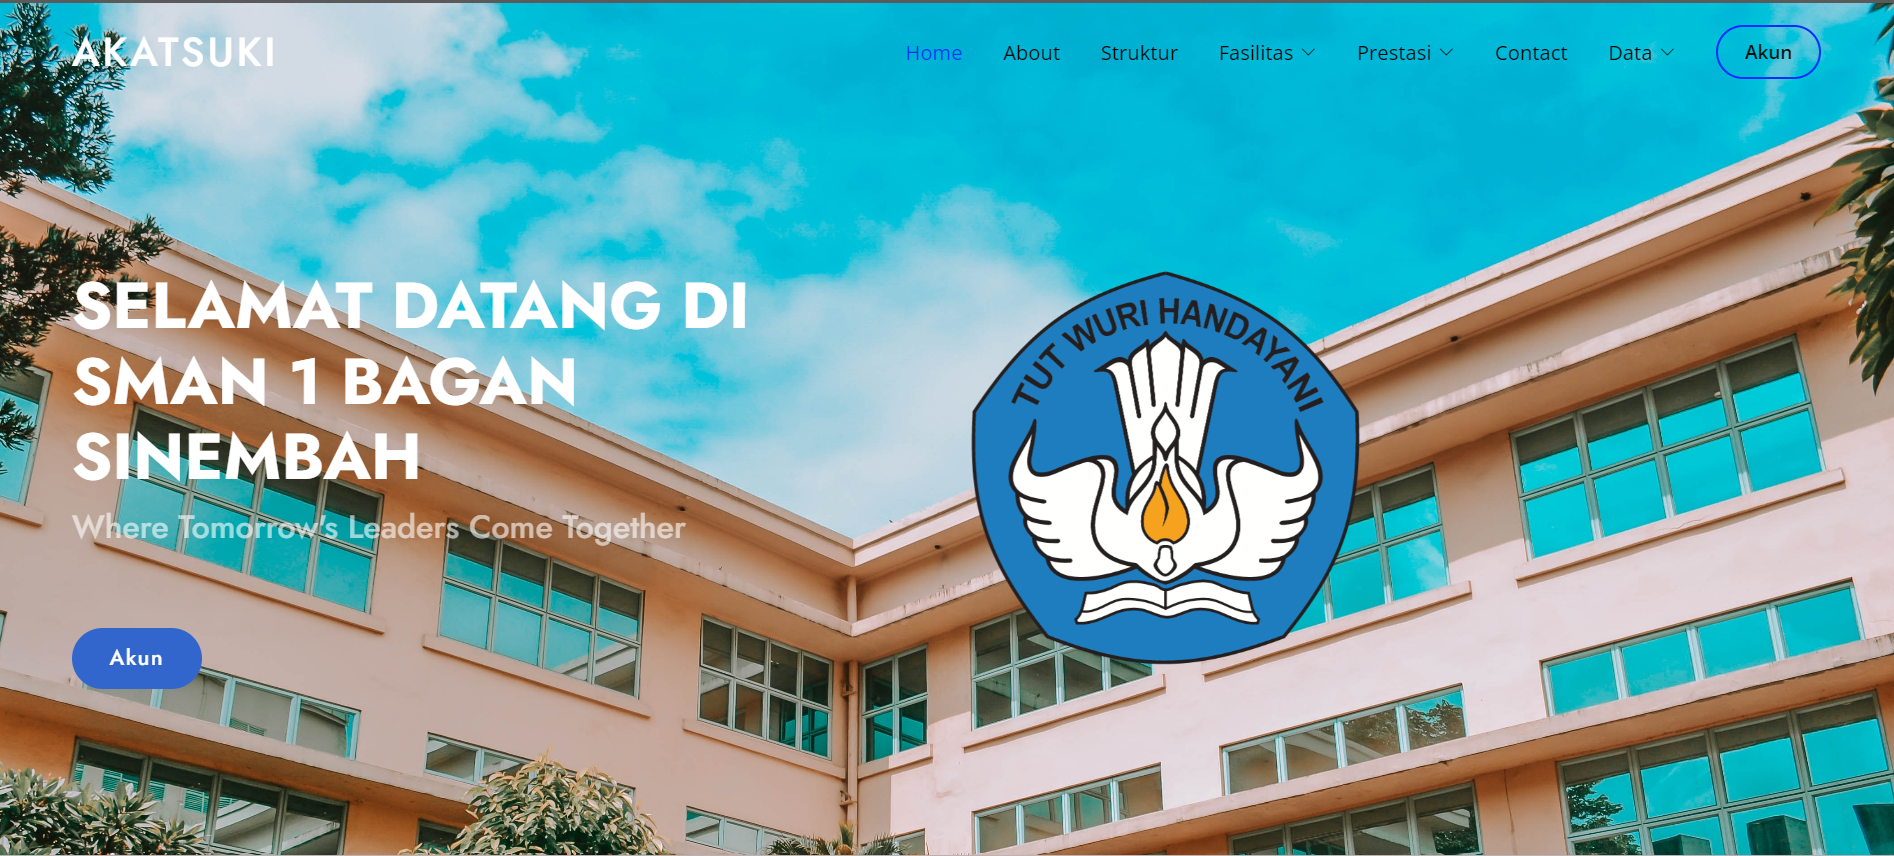 AKATSUKI
Home About Struktur Fasilitas Prestasi Contact Data Akun
SELAMAT DATANG DI
SMAN 1 BAGAN
SINEMBAH
Where Tomorrow's Leaders Come Together
Akun
TUT WURI HANDAYANI